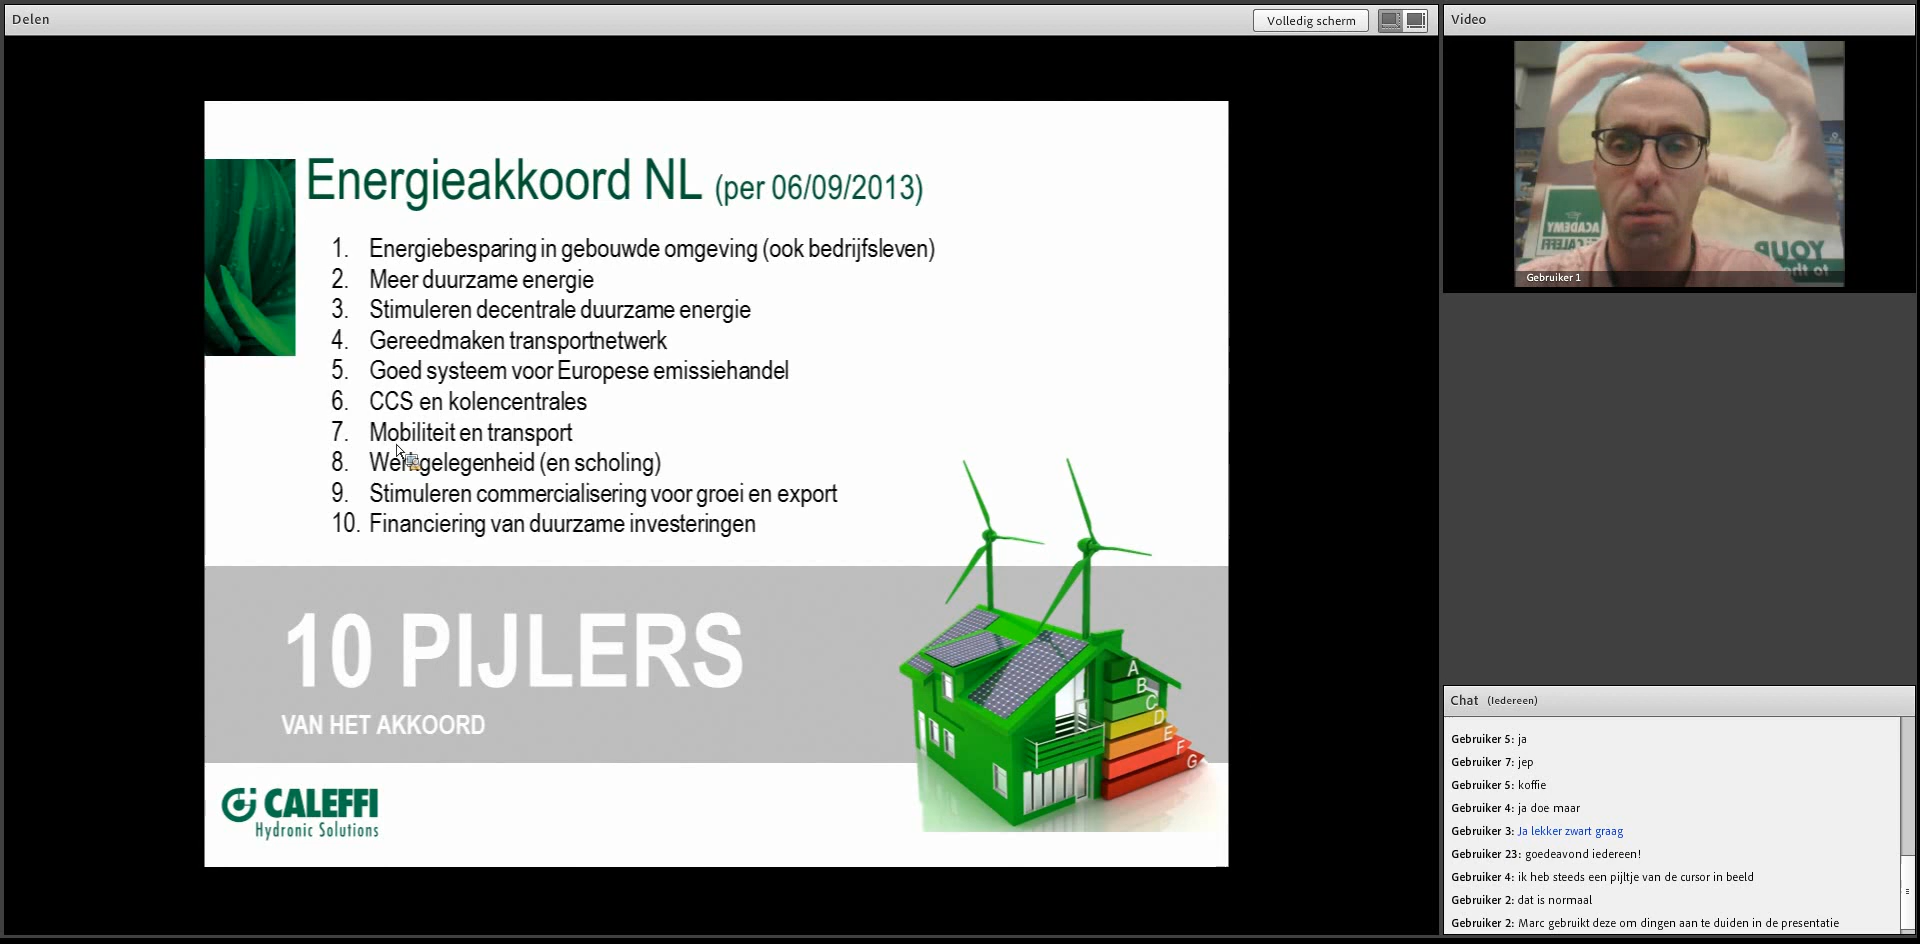 Delen
Volledig scherm
Video
Energieakkoord NL (per 06/09/2013)
1. Energiebesparing in gebouwde omgeving (ook bedrijfsleven)
2. Meer duurzame energie
3. Stimuleren decentrale duurzame energie
4. Gereedmaken transportnetwerk
5. Goed systeem voor Europese emissiehandel
6. CCS en kolencentrales
7. Mobiliteit en transport
8. Werkgelegenheid (en scholing)
9. Stimuleren commercialisering voor groei en export
10. Financiering van duurzame investeringen
10 PIJLERS
VAN HET AKKOORD
A
B
C
D
E
F
G
CALEFFI
Hydronic Solutions
ACADEMY
CALEFFI
YOUR
to the
Gebruiker 1
Chat (Iedereen)
Gebruiker 5: ja
Gebruiker 7: jep
Gebruiker 5: koffie
Gebruiker 4: ja doe maar
Gebruiker 3: Ja lekker zwart graag
Gebruiker 23: goedeavond iedereen!
Gebruiker 4: ik heb steeds een pijltje van de cursor in beeld
Gebruiker 2: dat is normaal
Gebruiker 2: Marc gebruikt deze om dingen aan te duiden in de presentatie